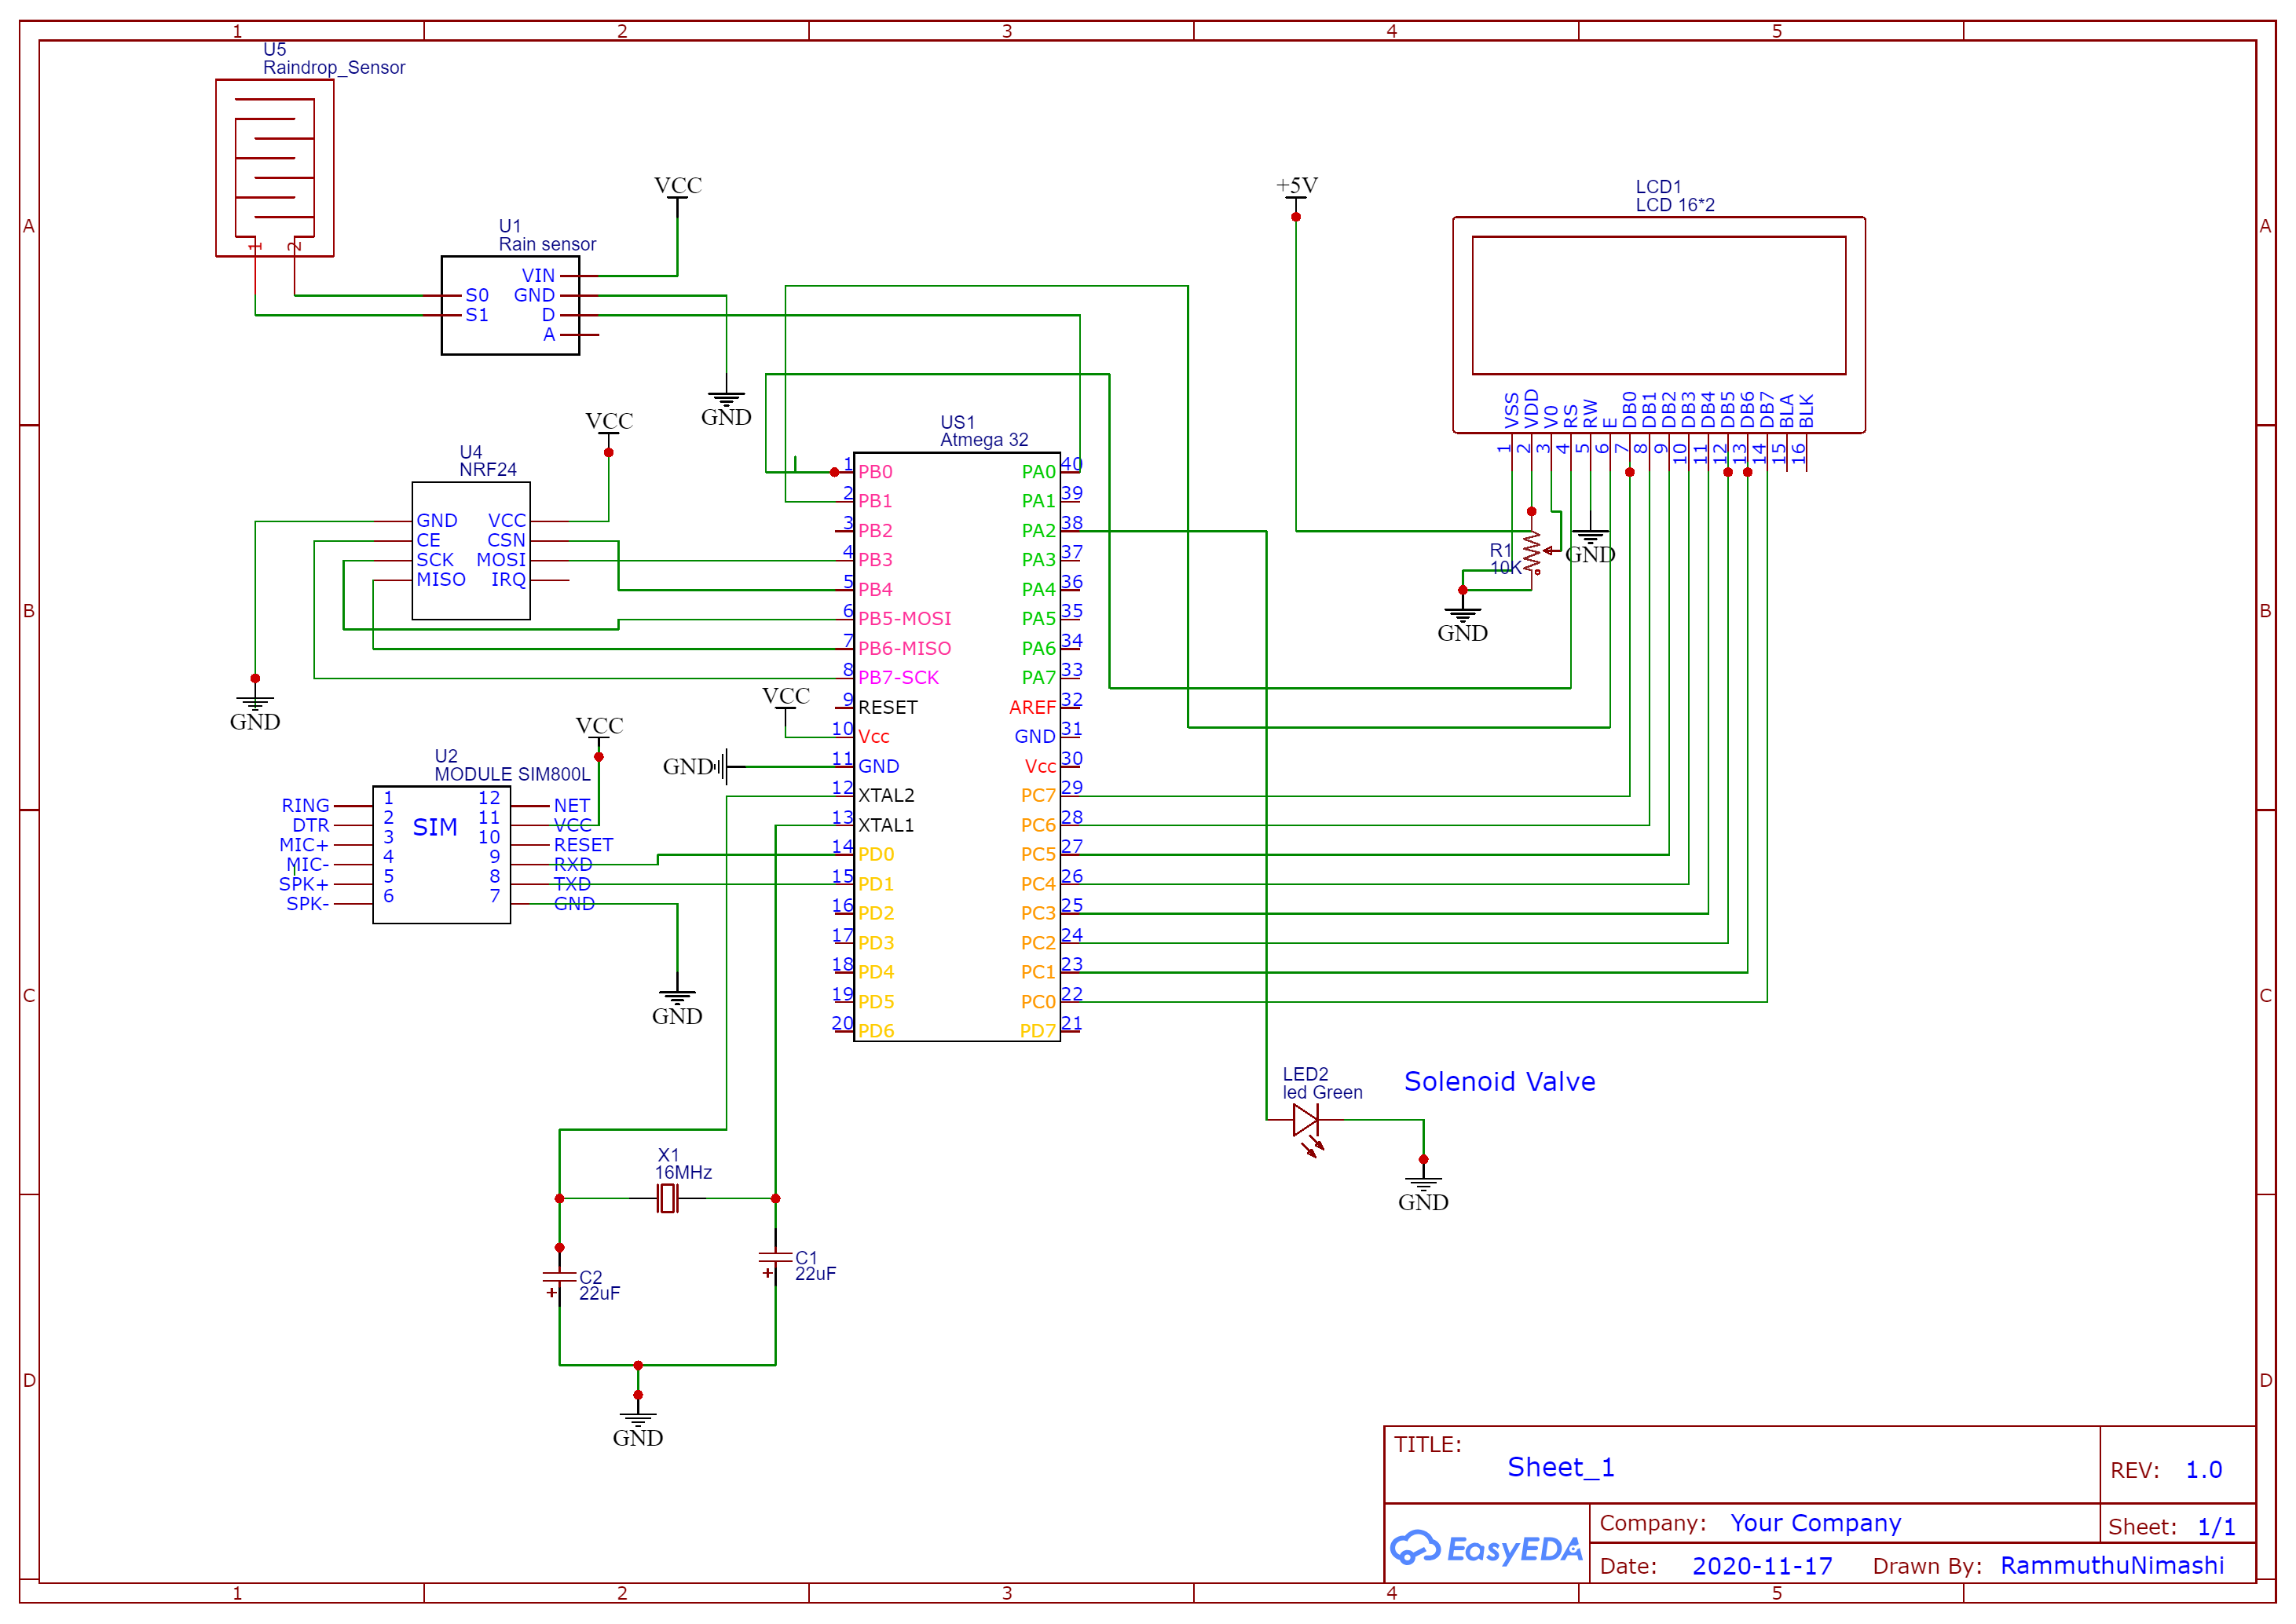 1 2 3 4 5
A
B
C
D
A
B
C
D
1 2 3 4 5
U5
Raindrop_Sensor
1 2
U1
Rain sensor
VIN
S0 GND
S1 D
A
VCC
GND
U4
NRF24
GND VCC
CE CSN
SCK MOSI
MISO IRQ
VCC
GND
U2
MODULE SIM800L
SIM
RING 1 12 NET
DTR 2 11 VCC
MIC+ 3 10 RESET
MIC- 4 9 RXD
SPK+ 5 8 TXD
SPK- 6 7 GND
VCC
GND
VCC
GND
US1
Atmega 32
1 PB0 PA0 40
2 PB1 PA1 39
3 PB2 PA2 38
4 PB3 PA3 37
5 PB4 PA4 36
6 PB5-MOSI PA5 35
7 PB6-MISO PA6 34
8 PB7-SCK PA7 33
9 RESET AREF 32
10 Vcc GND 31
11 GND Vcc 30
12 XTAL2 PC7 29
13 XTAL1 PC6 28
14 PD0 PC5 27
15 PD1 PC4 26
16 PD2 PC3 25
17 PD3 PC2 24
18 PD4 PC1 23
19 PD5 PC0 22
20 PD6 PD7 21
+5V
LCD1
LCD 16*2
VSS VDD V0 RS RW E DB0 DB1 DB2 DB3 DB4 DB5 DB6 DB7 BLA BLK
1 2 3 4 5 6 7 8 9 10 11 12 13 14 15 16
R1
10K
GND
GND
LED2
led Green
Solenoid Valve
GND
X1
16MHz
C1
22uF
+
C2
22uF
+
GND
TITLE:
Sheet_1
REV: 1.0
EasyEDA
Company: Your Company
Sheet: 1/1
Date: 2020-11-17 Drawn By: RammuthuNimashi